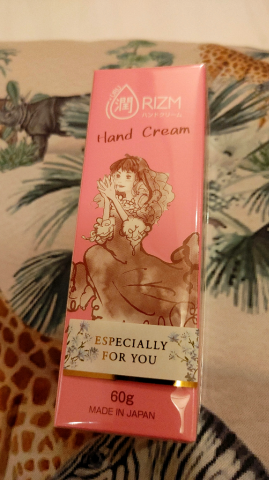 潤 RIZM
ハンドクリーム
Hand Cream
ESPECIALLY
FOR YOU
60g
MADE IN JAPAN